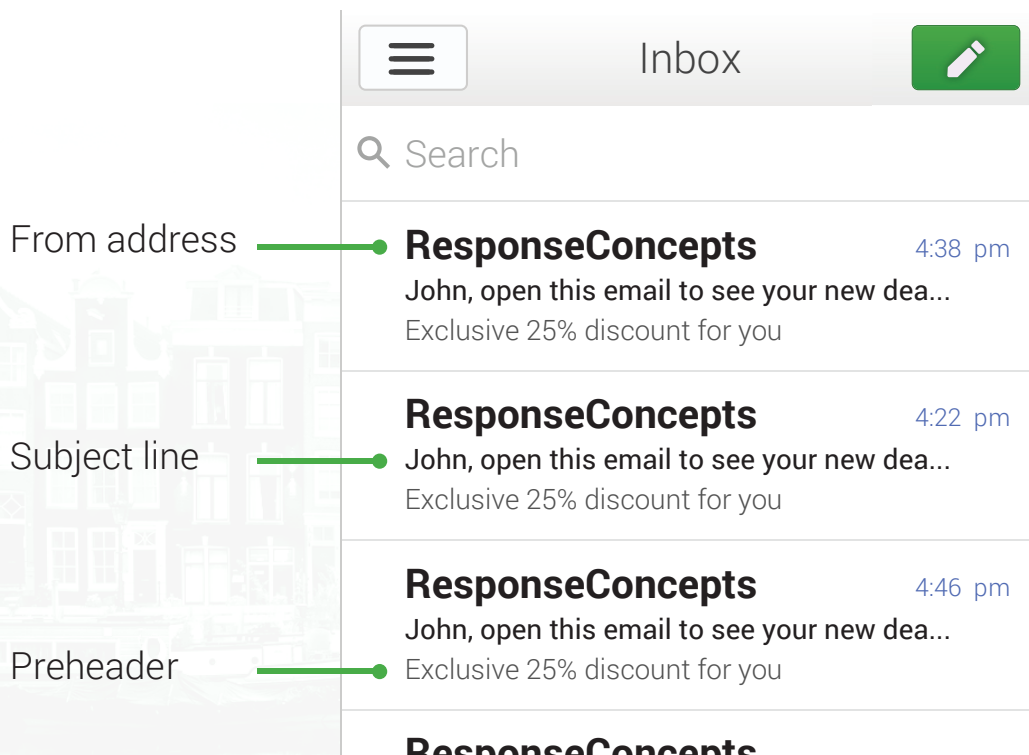 Inbox
Search
From address
ResponseConcepts 4:38 pm
John, open this email to see your new dea...
Exclusive 25% discount for you
ResponseConcepts 4:22 pm
Subject line
John, open this email to see your new dea...
Exclusive 25% discount for you
ResponseConcepts 4:46 pm
John, open this email to see your new dea...
Preheader
Exclusive 25% discount for you
ResponseConcepts